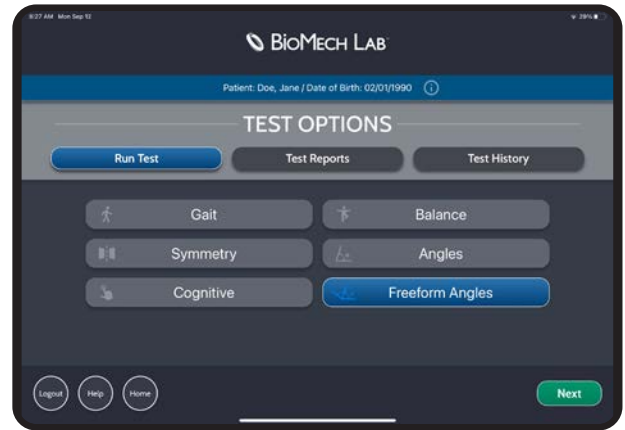 8:27 AM Mon Sep 12
29%
BioMech Lab
Patient: Doe, Jane / Date of Birth: 02/01/1990
TEST OPTIONS
Run Test
Test Reports
Test History
Gait
Balance
Symmetry
Angles
Cognitive
Freeform Angles
Logout
Help
Home
Next